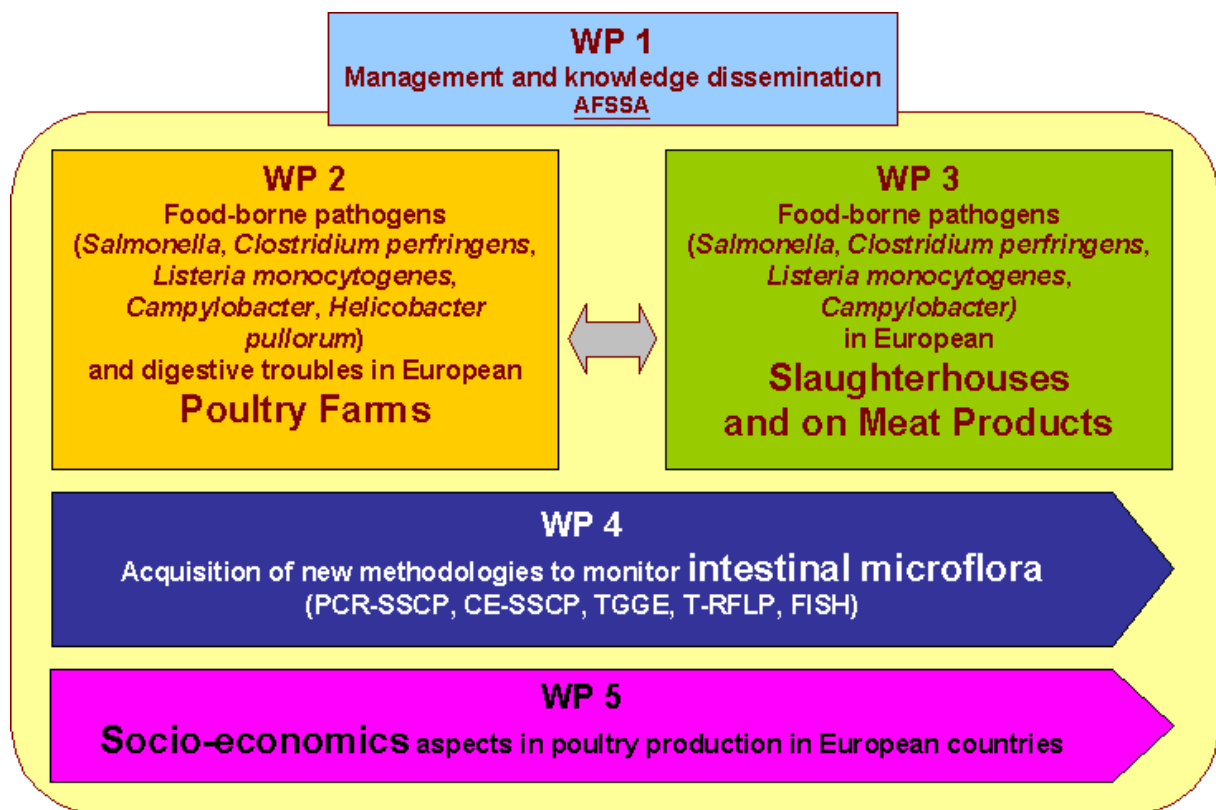 WP 1
Management and knowledge dissemination
AFSSA
WP 2
Food-borne pathogens
(Salmonella, Clostridium perfringens,
Listeria monocytogenes,
Campylobacter, Helicobacter
pullorum)
and digestive troubles in European
Poultry Farms
WP 3
Food-borne pathogens
(Salmonella, Clostridium perfringens,
Listeria monocytogenes,
Campylobacter)
in European
Slaughterhouses
and on Meat Products
WP 4
Acquisition of new methodologies to monitor intestinal microflora
(PCR-SSCP, CE-SSCP, TGGE, T-RFLP, FISH)
WP 5
Socio-economics aspects in poultry production in European countries